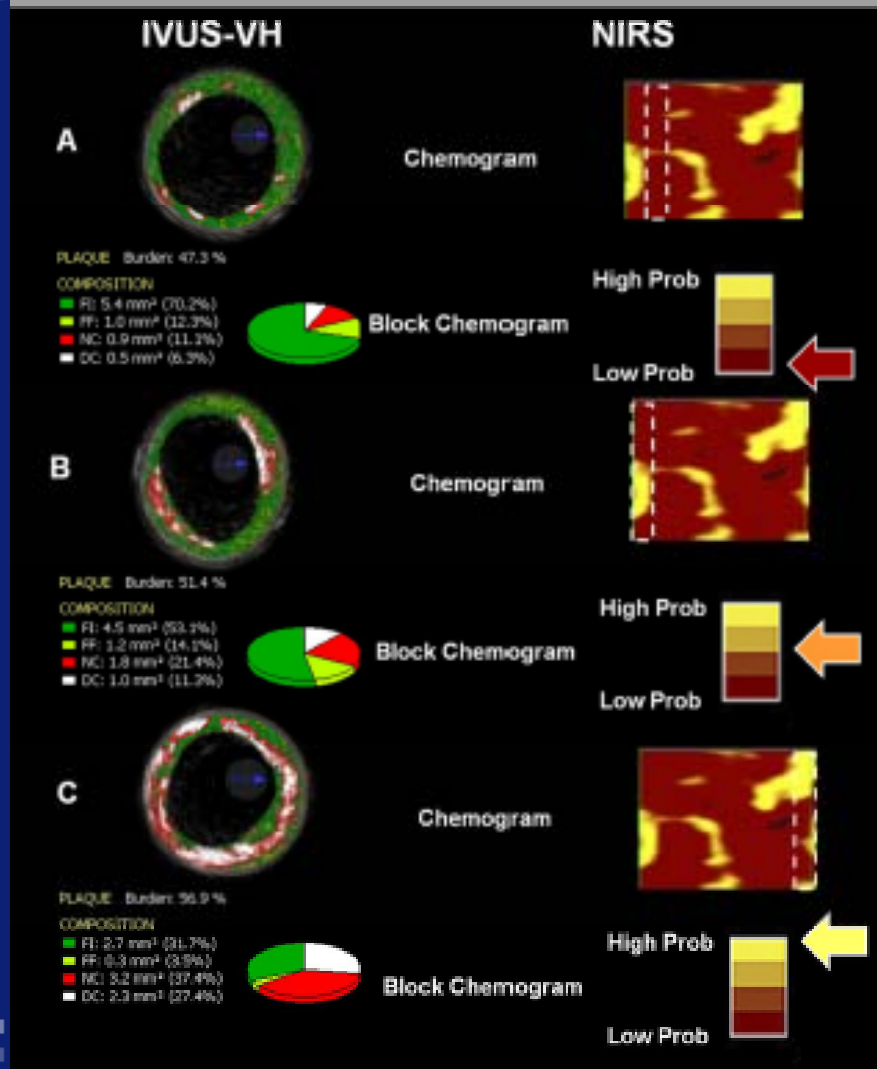 IVUS-VH NIRS
A
Chemogram
PLAQUE Burden: 47.3 %
COMPOSITION
FI: 5.4 mm² (70.2%)
FF: 1.0 mm² (12.3%)
NC: 0.9 mm² (11.1%)
DC: 0.5 mm² (6.3%)
Block Chemogram
High Prob
Low Prob
B
Chemogram
PLAQUE Burden: 51.4 %
COMPOSITION
FI: 4.5 mm² (53.1%)
FF: 1.2 mm² (14.1%)
NC: 1.8 mm² (21.4%)
DC: 1.0 mm² (11.3%)
Block Chemogram
High Prob
Low Prob
C
Chemogram
PLAQUE Burden: 56.9 %
COMPOSITION
FI: 2.7 mm² (31.7%)
FF: 0.3 mm² (3.5%)
NC: 3.2 mm² (37.4%)
DC: 2.3 mm² (27.4%)
Block Chemogram
High Prob
Low Prob